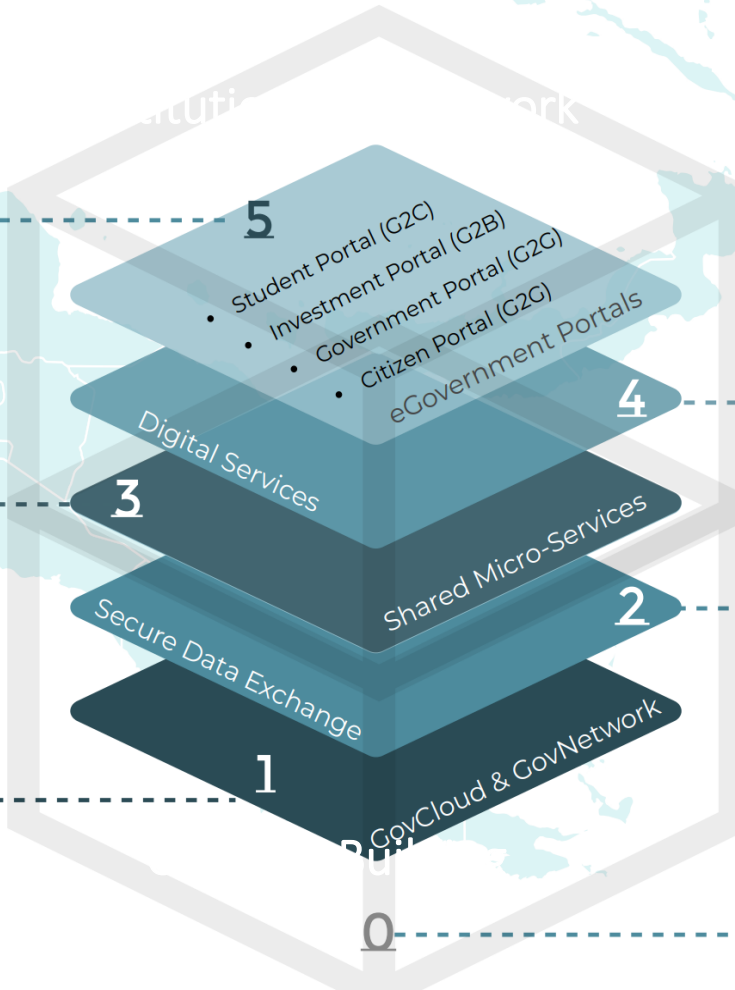 5
Student Portal (G2C)
Investment Portal (G2B)
Government Portal (G2G)
Citizen Portal (G2G)
eGovernment Portals
4
Digital Services
3
Shared Micro-Services
2
Secure Data Exchange
1
GovCloud & GovNetwork
0